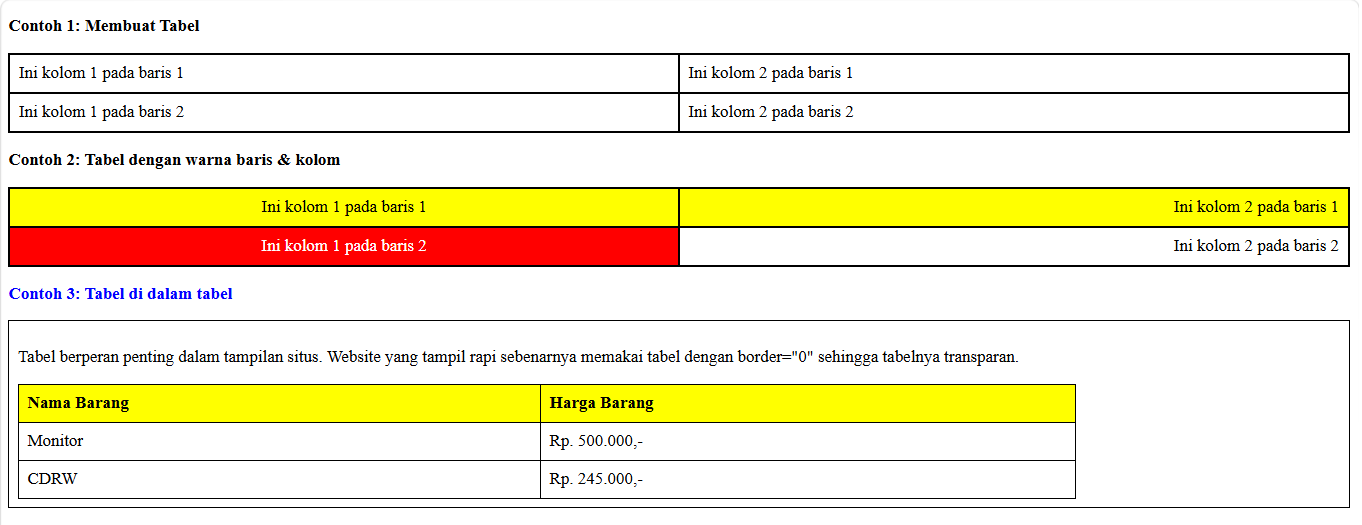 Contoh 1: Membuat Tabel
Ini kolom 1 pada baris 1 Ini kolom 2 pada baris 1
Ini kolom 1 pada baris 2 Ini kolom 2 pada baris 2
Contoh 2: Tabel dengan warna baris & kolom
Ini kolom 1 pada baris 1 Ini kolom 2 pada baris 1
Ini kolom 1 pada baris 2 Ini kolom 2 pada baris 2
Contoh 3: Tabel di dalam tabel
Tabel berperan penting dalam tampilan situs. Website yang tampil rapi sebenarnya memakai tabel dengan border="0" sehingga tabelnya transparan.
Nama Barang Harga Barang
Monitor Rp. 500.000,-
CDRW Rp. 245.000,-